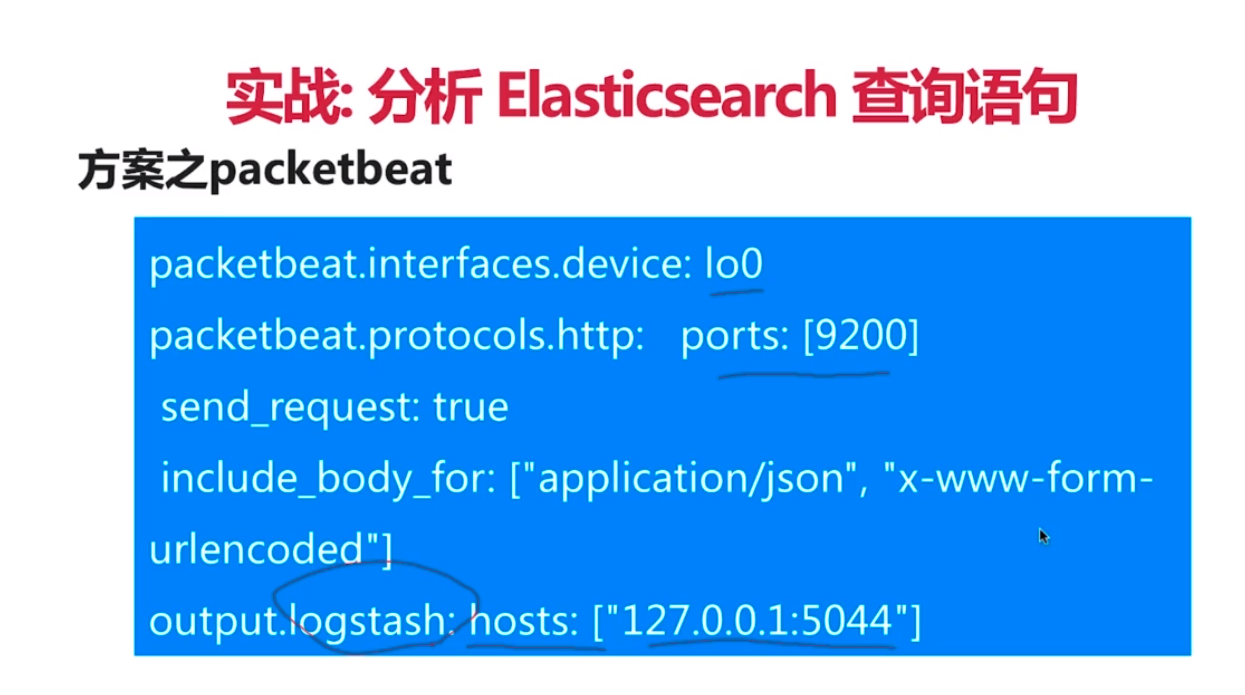 实战: 分析 Elasticsearch 查询语句
方案之packetbeat
packetbeat.interfaces.device: lo0
packetbeat.protocols.http: ports: [9200]
send_request: true
include_body_for: ["application/json", "x-www-form-
urlencoded"]
output.logstash: hosts: ["127.0.0.1:5044"]